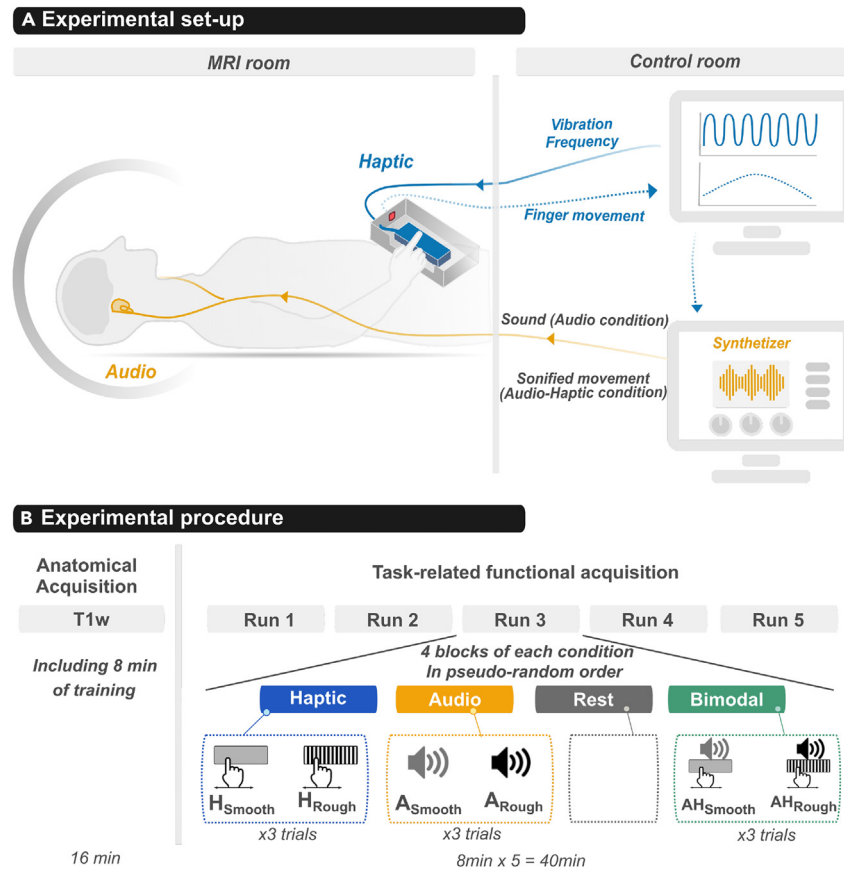 A Experimental set-up
MRI room
Control room
Vibration
Frequency
Haptic
Finger movement
Sound (Audio condition)
Synthetizer
Audio
Sonified movement
(Audio-Haptic condition)
B Experimental procedure
Anatomical
Acquisition
Task-related functional acquisition
T1w
Run 1
Run 2
Run 3
Run 4
Run 5
Including 8 min
of training
4 blocks of each condition
In pseudo-random order
Haptic
Audio
Rest
Bimodal
HSmooth
HRough
ASmooth
ARough
AHSmooth
AHRough
x3 trials
x3 trials
x3 trials
16 min
8min x 5 = 40min